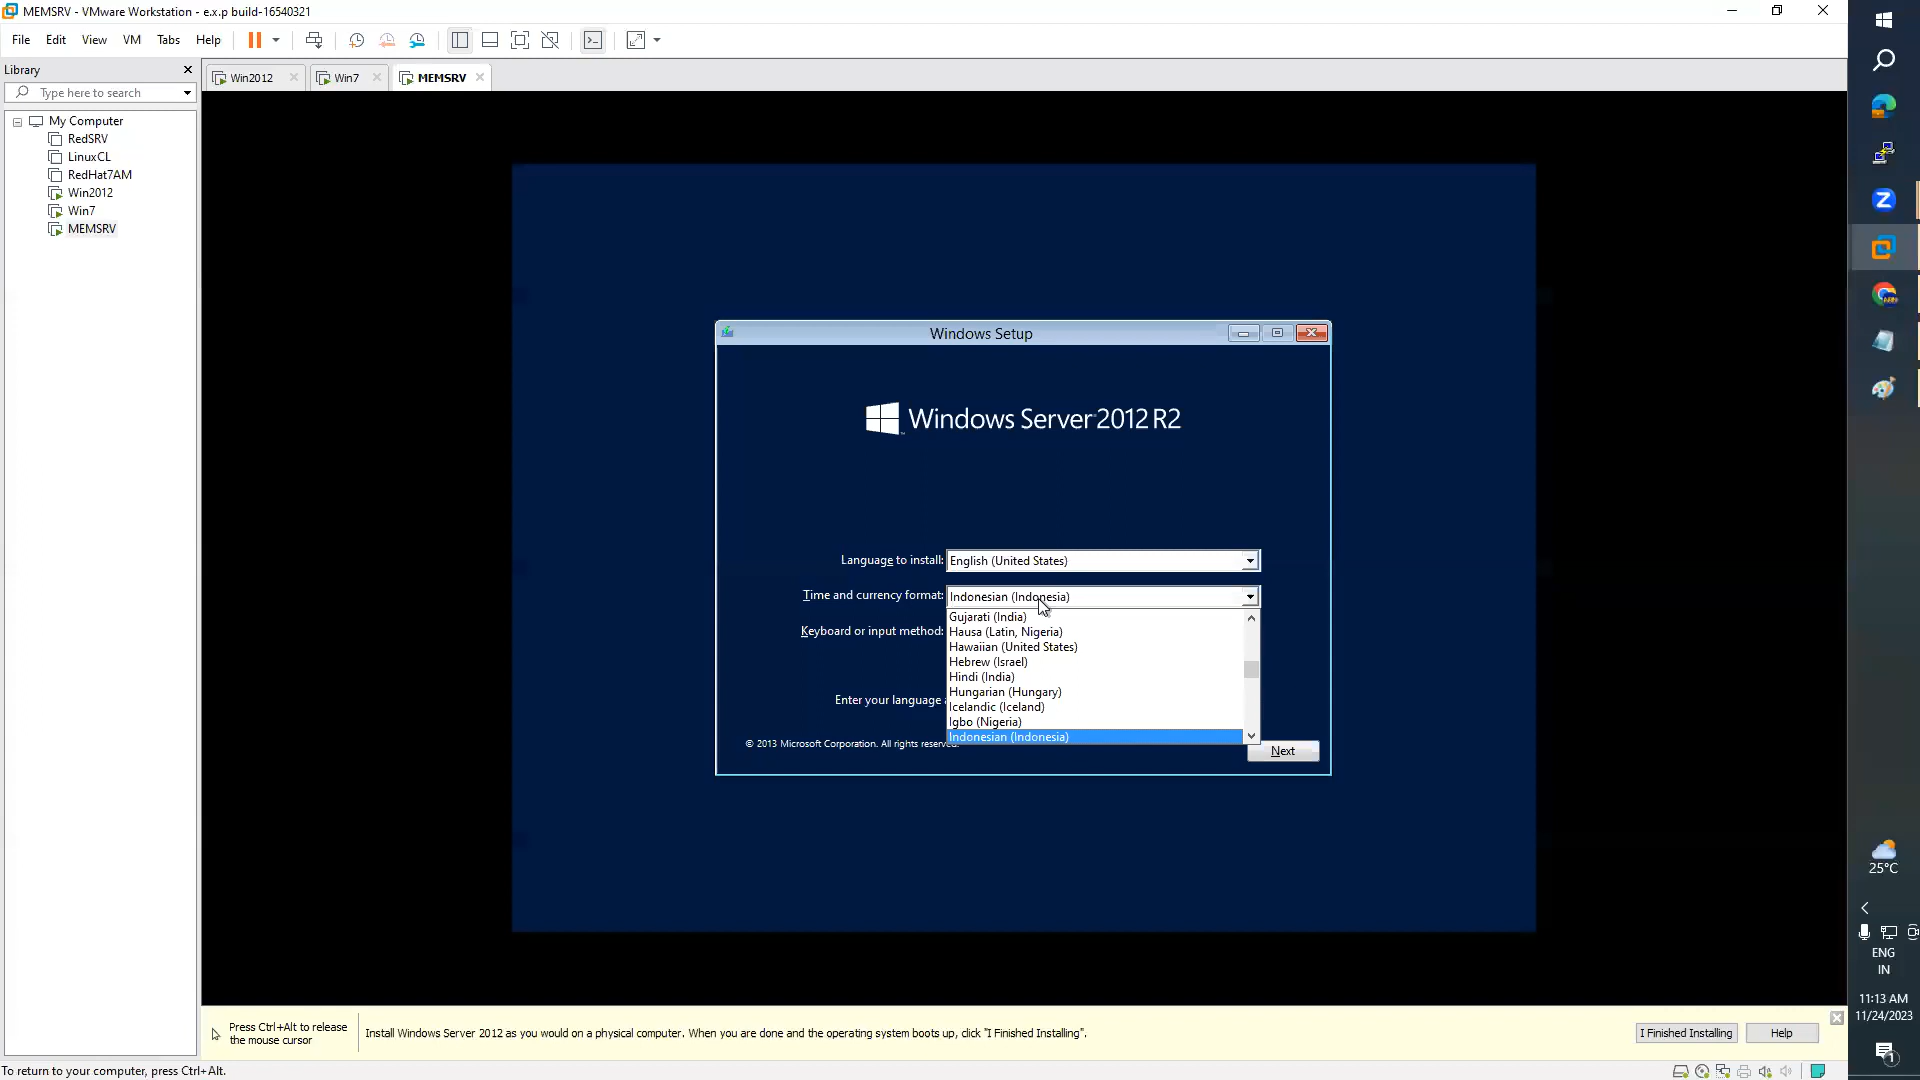 MEMSRV - VMware Workstation - e.x.p build-16540321
File Edit View VM Tabs Help
Library
Type here to search
My Computer
RedSRV
LinuxCL
RedHat7AM
Win2012
Win7
MEMSRV
Win2012
Win7
MEMSRV
Windows Setup
Windows Server 2012 R2
Language to install: English (United States)
Time and currency format: Indonesian (Indonesia)
Keyboard or input method:
Gujarati (India)
Hausa (Latin, Nigeria)
Hawaiian (United States)
Hebrew (Israel)
Hindi (India)
Hungarian (Hungary)
Icelandic (Iceland)
Igbo (Nigeria)
Indonesian (Indonesia)
Enter your language
© 2013 Microsoft Corporation. All rights reserved.
Next
Press Ctrl+Alt to release
the mouse cursor
Install Windows Server 2012 as you would on a physical computer. When you are done and the operating system boots up, click "I Finished Installing".
I Finished Installing
Help
To return to your computer, press Ctrl+Alt.
25°C
ENG
IN
11:13 AM
11/24/2023
1